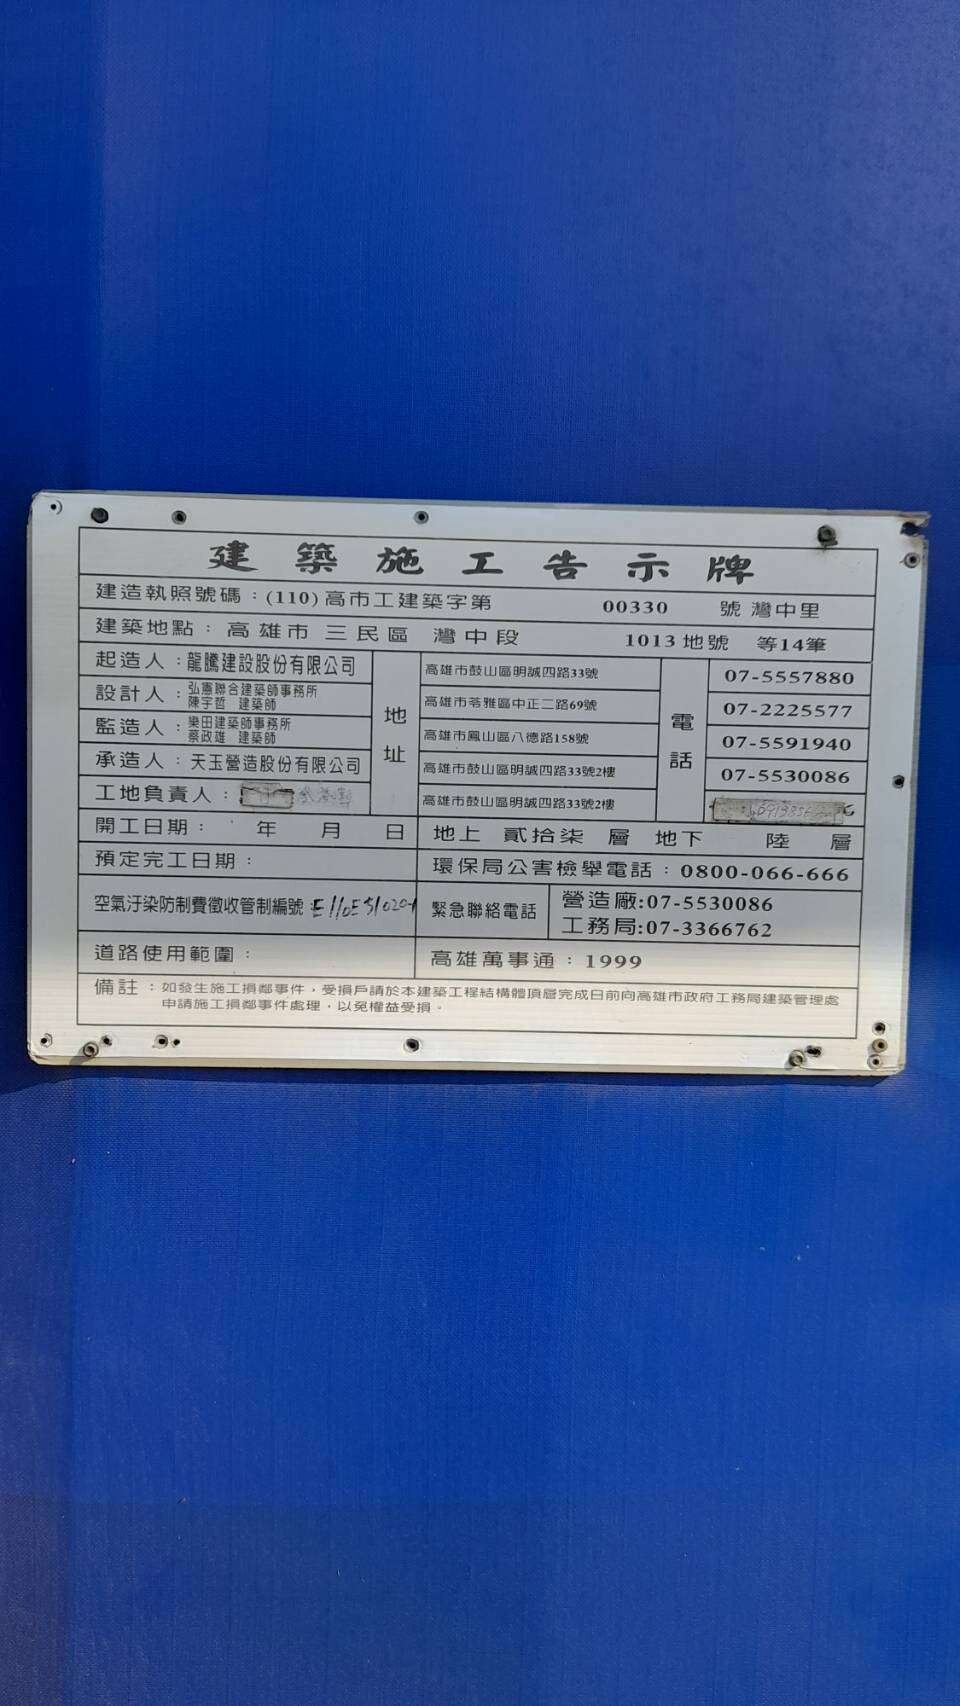 建築施工告示牌
建造執照號碼：(110)高市工建築字第 00330 號 灣中里
建築地點：高雄市 三民區 灣中段 1013地號 等14筆
起造人：龍騰建設股份有限公司 高雄市鼓山區明誠四路33號 07-5557880
設計人：弘憲聯合建築師事務所 陳宇哲 建築師 高雄市苓雅區中正二路69號 07-2225577
地址 電話
監造人：樂田建築師事務所 蔡政雄 建築師 高雄市鳳山區八德路158號 07-5591940
承造人：天玉營造股份有限公司 高雄市鼓山區明誠四路33號2樓 07-5530086
工地負責人： 高雄市鼓山區明誠四路33號2樓
開工日期： 年 月 日 地上 貳拾柒 層 地下 陸 層
預定完工日期： 環保局公害檢舉電話：0800-066-666
空氣汙染防制費徵收管制編號 緊急聯絡電話 營造廠:07-5530086
工務局:07-3366762
道路使用範圍： 高雄萬事通：1999
備註：如發生施工損鄰事件，受損戶請於本建築工程結構體頂層完成日前向高雄市政府工務局建築管理處
申請施工損鄰事件處理，以免權益受損。